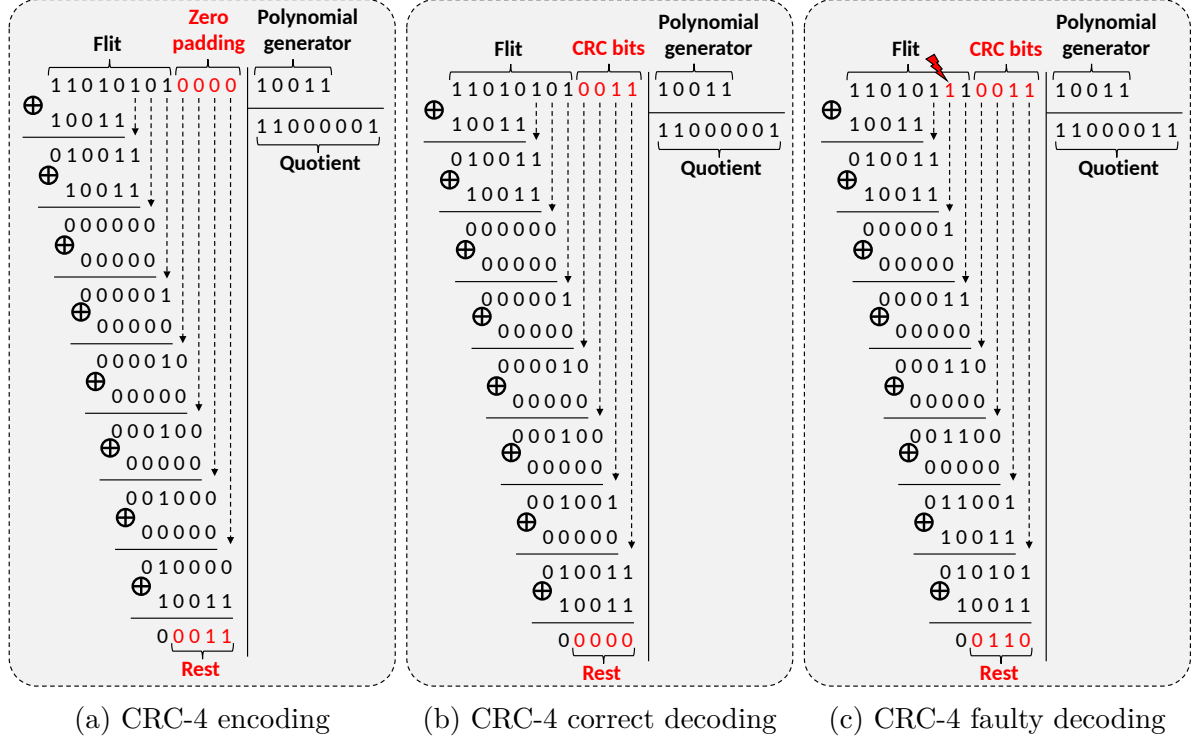 Flit
Zero
padding
Polynomial
generator
1 1 0 1 0 1 0 1 0 0 0 0
1 0 0 1 1
1 0 0 1 1
1 1 0 0 0 0 0 1
Quotient
0 1 0 0 1 1
1 0 0 1 1
0 0 0 0 0 0
0 0 0 0 0
0 0 0 0 0 1
0 0 0 0 0
0 0 0 0 1 0
0 0 0 0 0
0 0 0 1 0 0
0 0 0 0 0
0 0 1 0 0 0
0 0 0 0 0
0 1 0 0 0 0
1 0 0 1 1
0 0 0 1 1
Rest
(a) CRC-4 encoding
Flit
CRC bits
Polynomial
generator
1 1 0 1 0 1 0 1 0 0 1 1
1 0 0 1 1
1 0 0 1 1
1 1 0 0 0 0 0 1
Quotient
0 1 0 0 1 1
1 0 0 1 1
0 0 0 0 0 0
0 0 0 0 0
0 0 0 0 0 1
0 0 0 0 0
0 0 0 0 1 0
0 0 0 0 0
0 0 0 1 0 0
0 0 0 0 0
0 0 1 0 0 1
0 0 0 0 0
0 1 0 0 1 1
1 0 0 1 1
0 0 0 0 0
Rest
(b) CRC-4 correct decoding
Flit
CRC bits
Polynomial
generator
1 1 0 1 0 1 1 1 0 0 1 1
1 0 0 1 1
1 0 0 1 1
1 1 0 0 0 0 1 1
Quotient
0 1 0 0 1 1
1 0 0 1 1
0 0 0 0 0 1
0 0 0 0 0
0 0 0 0 1 1
0 0 0 0 0
0 0 0 1 1 0
0 0 0 0 0
0 0 1 1 0 0
0 0 0 0 0
0 1 1 0 0 1
1 0 0 1 1
0 1 0 1 0 1
1 0 0 1 1
0 0 1 1 0
Rest
(c) CRC-4 faulty decoding